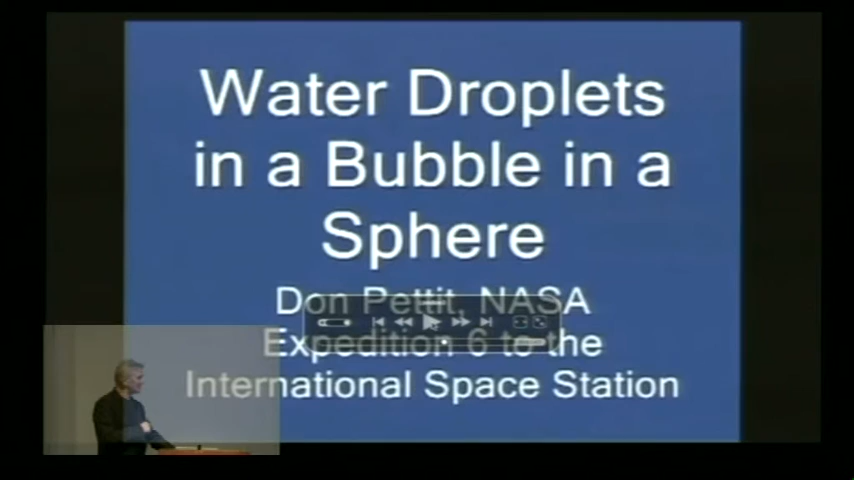 Water Droplets
in a Bubble in a
Sphere
Don Pettit, NASA
Expedition 6 to the
International Space Station